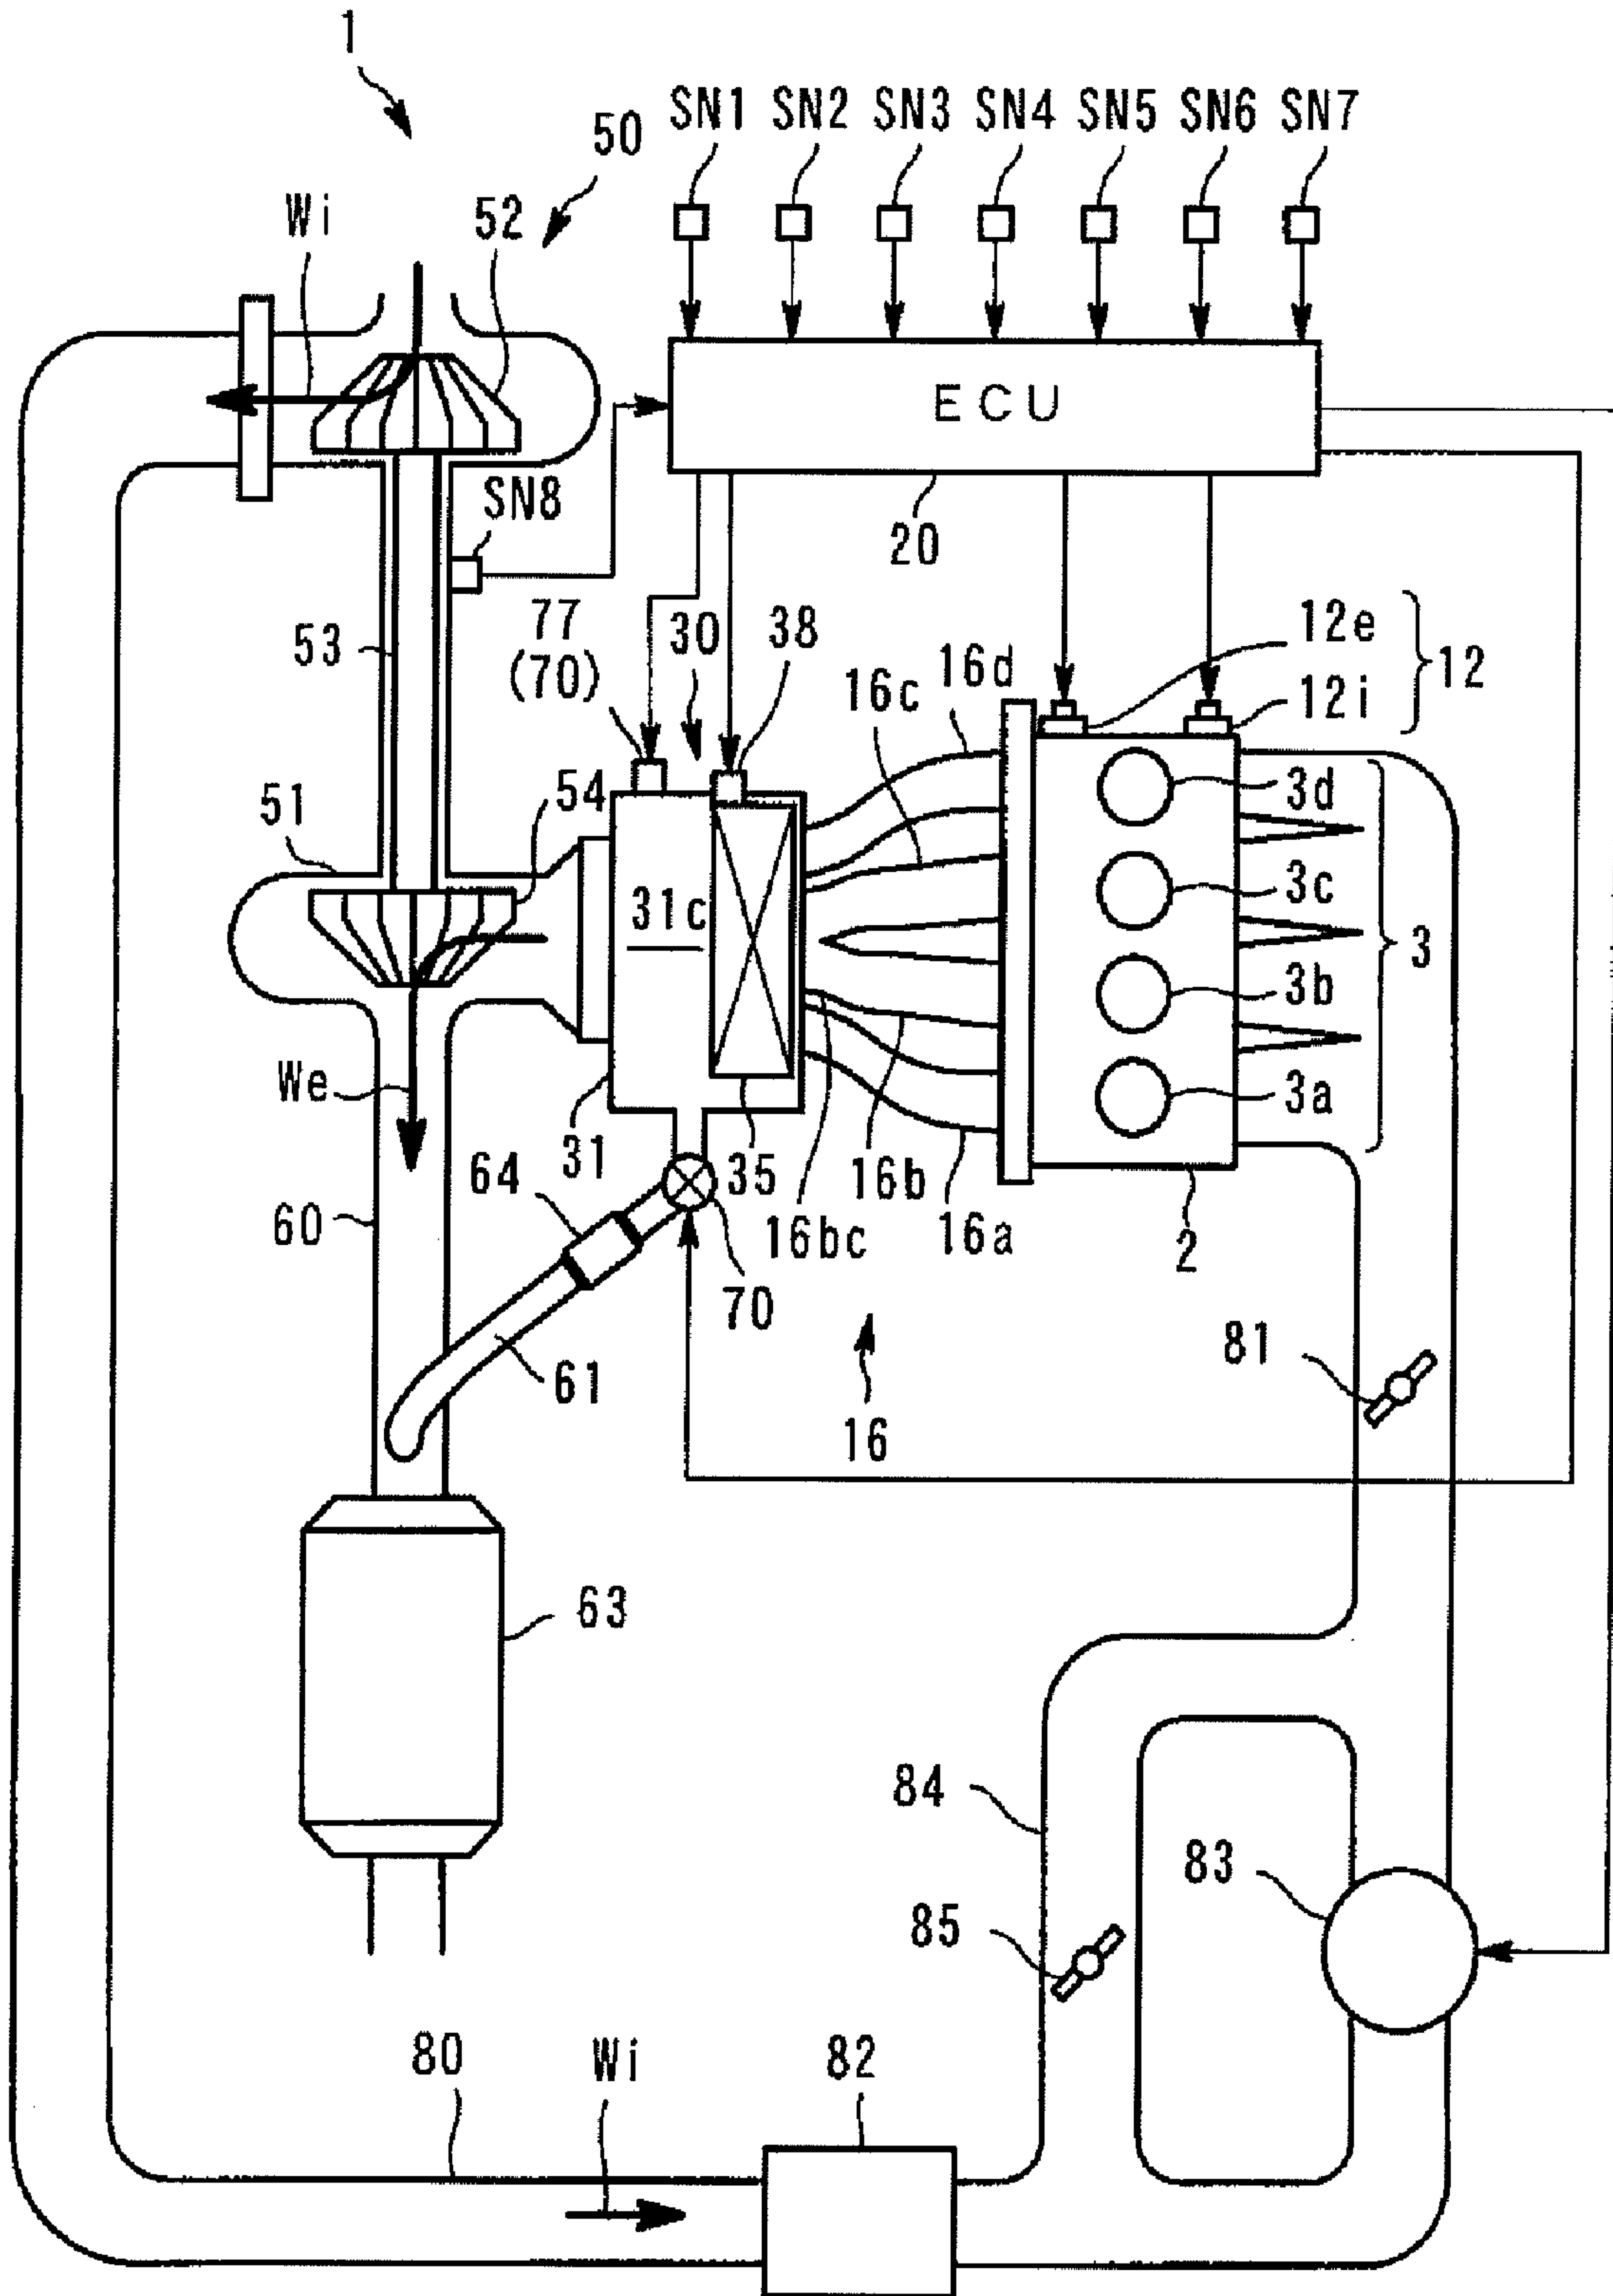 1
50
SN1 SN2 SN3 SN4 SN5 SN6 SN7
Wi
52
ECU
SN8
20
53
77
(70)
30
38
12e
12
12i
16d
16c
51
54
3d
31c
3c
3
3b
We
3a
31
35
16b
64
16bc
16a
2
60
70
61
81
16
63
84
83
85
80
Wi
82